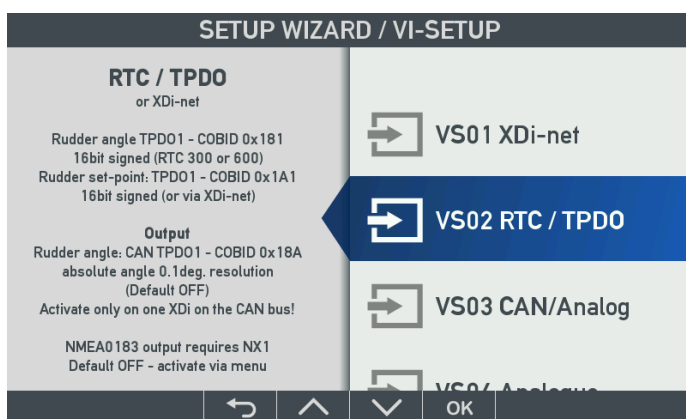 SETUP WIZARD / VI-SETUP
RTC / TPDO
or XDi-net
Rudder angle TPDO1 - COBID 0x181
16bit signed (RTC 300 or 600)
Rudder set-point: TPDO1 - COBID 0x1A1
16bit signed (or via XDi-net)
Output
Rudder angle: CAN TPDO1 - COBID 0x18A
absolute angle 0.1deg. resolution
(Default OFF)
Activate only on one XDi on the CAN bus!
NMEA0183 output requires NX1
Default OFF - activate via menu
VS01 XDi-net
VS02 RTC / TPDO
VS03 CAN/Analog
VS04 Analogue
OK